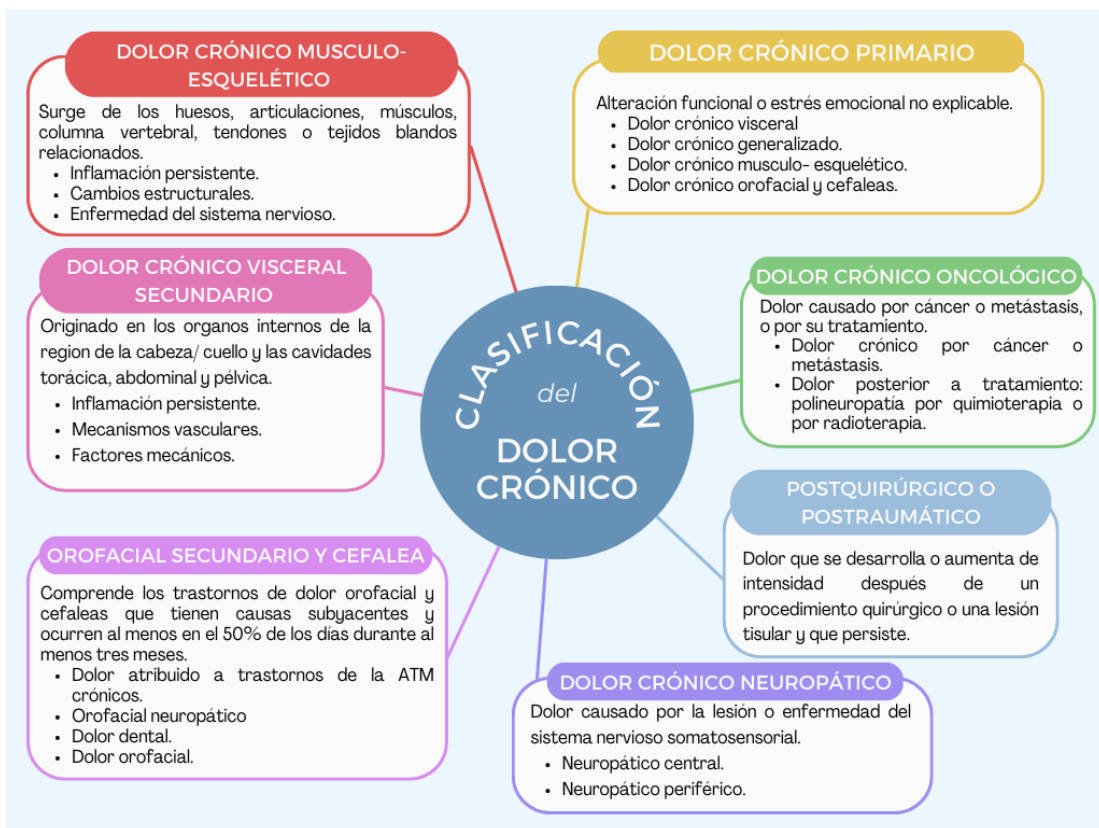 DOLOR CRÓNICO MUSCULO-
ESQUELÉTICO
Surge de los huesos, articulaciones, músculos,
columna vertebral, tendones o tejidos blandos
relacionados.
• Inflamación persistente.
• Cambios estructurales.
• Enfermedad del sistema nervioso.
DOLOR CRÓNICO PRIMARIO
Alteración funcional o estrés emocional no explicable.
• Dolor crónico visceral
• Dolor crónico generalizado.
• Dolor crónico musculo- esquelético.
• Dolor crónico orofacial y cefaleas.
DOLOR CRÓNICO VISCERAL
SECUNDARIO
Originado en los organos internos de la
region de la cabeza/ cuello y las cavidades
torácica, abdominal y pélvica.
• Inflamación persistente.
• Mecanismos vasculares.
• Factores mecánicos.
DOLOR CRÓNICO ONCOLÓGICO
Dolor causado por cáncer o metástasis,
o por su tratamiento.
• Dolor crónico por cáncer o
metástasis.
• Dolor posterior a tratamiento:
polineuropatía por quimioterapia o
por radioterapia.
CLASIFICACIÓN
del
DOLOR
CRÓNICO
POSTQUIRÚRGICO O
POSTRAUMÁTICO
Dolor que se desarrolla o aumenta de
intensidad después de un
procedimiento quirúrgico o una lesión
tisular y que persiste.
OROFACIAL SECUNDARIO Y CEFALEA
Comprende los trastornos de dolor orofacial y
cefaleas que tienen causas subyacentes y
ocurren al menos en el 50% de los días durante al
menos tres meses.
• Dolor atribuido a trastornos de la ATM
crónicos.
• Orofacial neuropático
• Dolor dental.
• Dolor orofacial.
DOLOR CRÓNICO NEUROPÁTICO
Dolor causado por la lesión o enfermedad del
sistema nervioso somatosensorial.
• Neuropático central.
• Neuropático periférico.